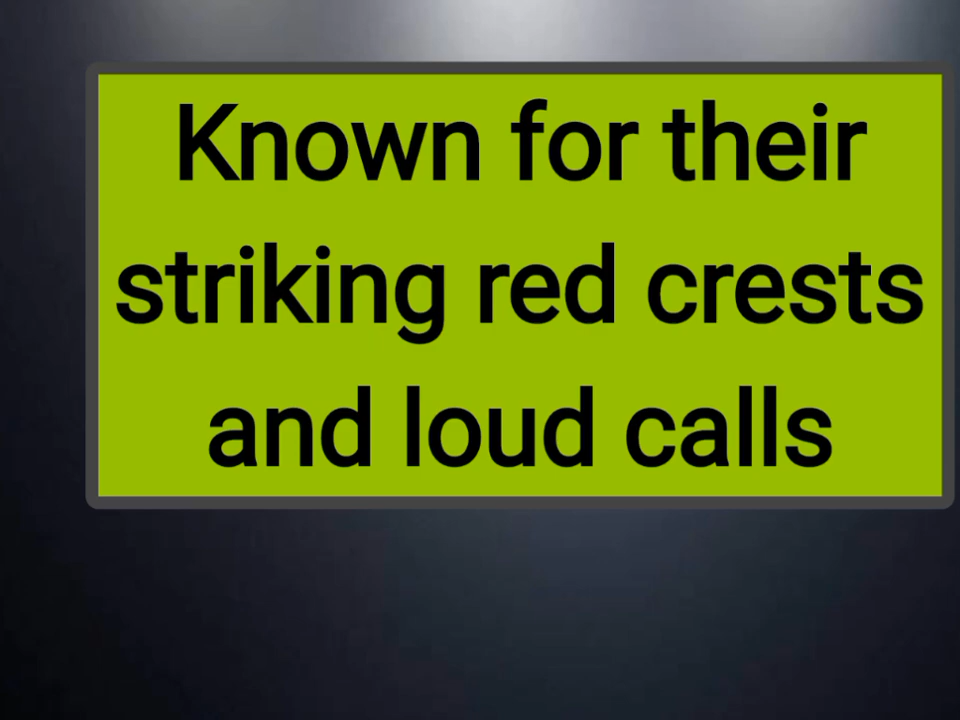 Known for their
striking red crests
and loud calls